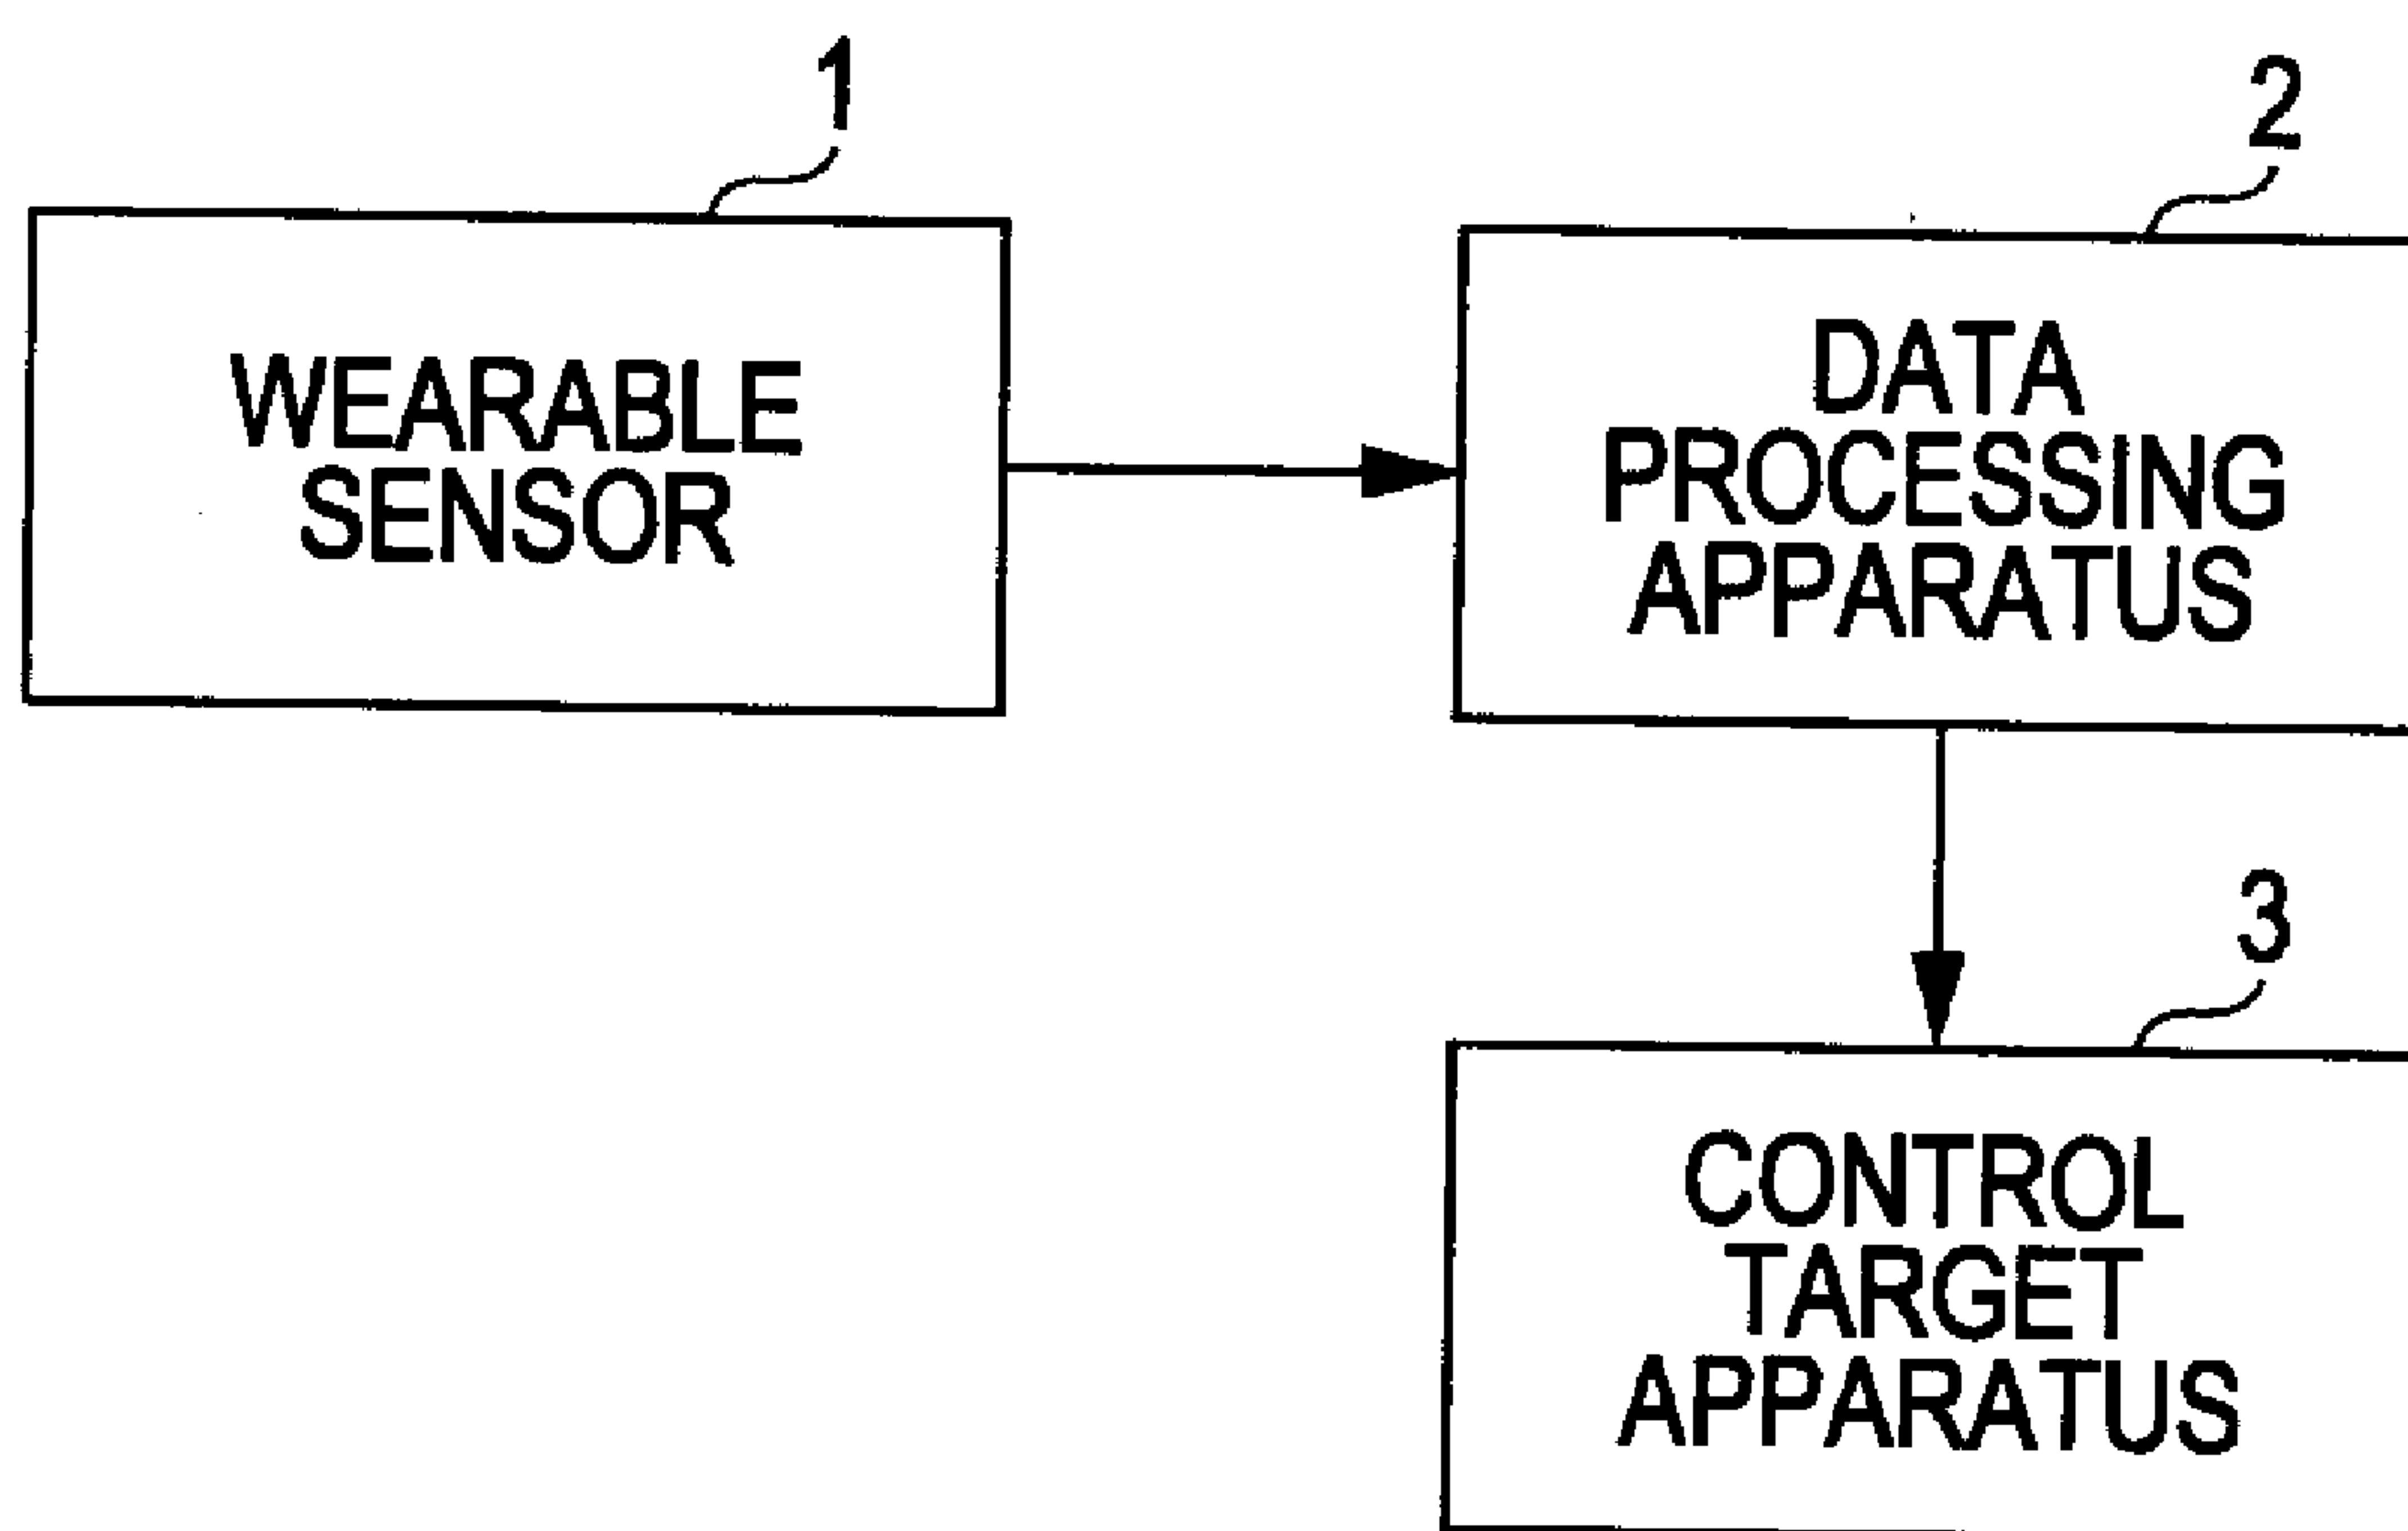 1
2
WEARABLE
SENSOR
DATA
PROCESSING
APPARATUS
3
CONTROL
TARGET
APPARATUS